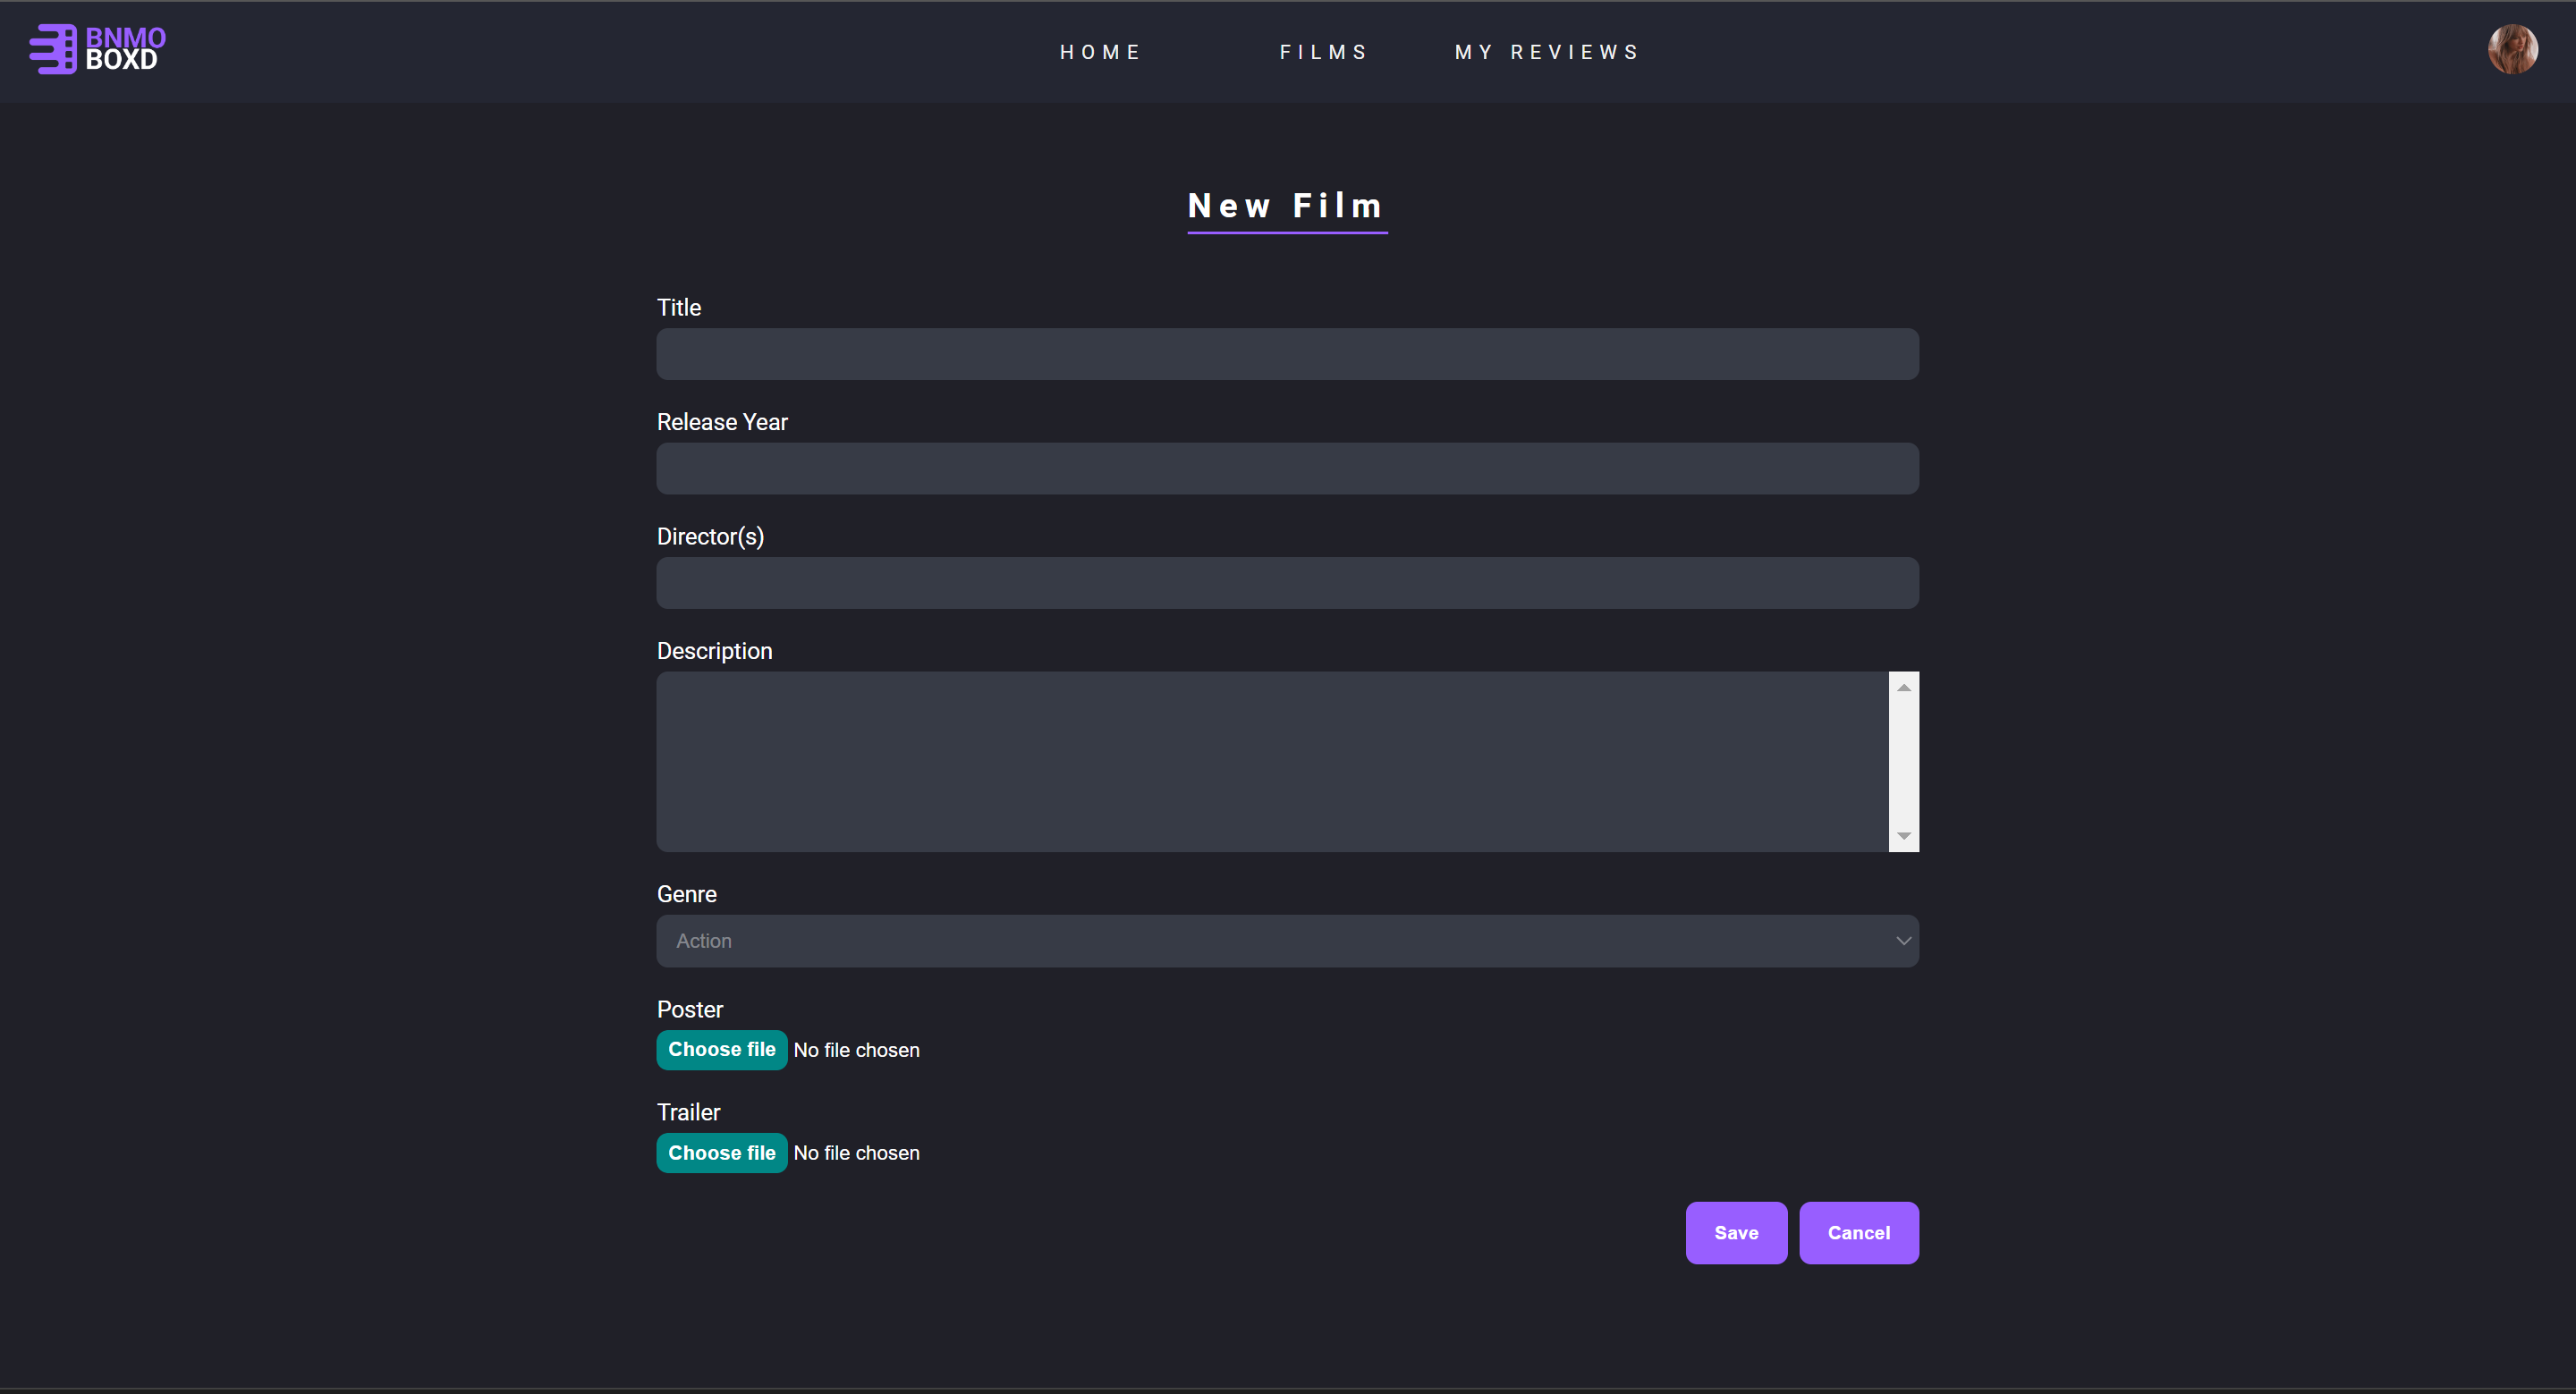 BNMO
BOXD
HOME FILMS MY REVIEWS
New Film
Title
Release Year
Director(s)
Description
Genre
Action
Poster
Choose file No file chosen
Trailer
Choose file No file chosen
Save Cancel